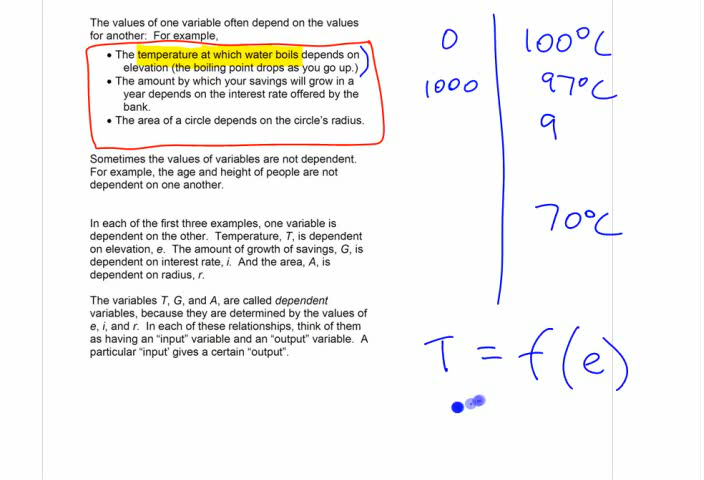 The values of one variable often depend on the values
for another:  For example,
• The temperature at which water boils depends on
elevation (the boiling point drops as you go up.)
• The amount by which your savings will grow in a
year depends on the interest rate offered by the
bank.
• The area of a circle depends on the circle's radius.
Sometimes the values of variables are not dependent.
For example, the age and height of people are not
dependent on one another.
In each of the first three examples, one variable is
dependent on the other.  Temperature, T, is dependent
on elevation, e.  The amount of growth of savings, G, is
dependent on interest rate, i.  And the area, A, is
dependent on radius, r.
The variables T, G, and A, are called dependent
variables, because they are determined by the values of
e, i, and r.  In each of these relationships, think of them
as having an "input" variable and an "output" variable.  A
particular "input' gives a certain "output".
0 100°C
1000 97°C
9
70°C
T = f(e)